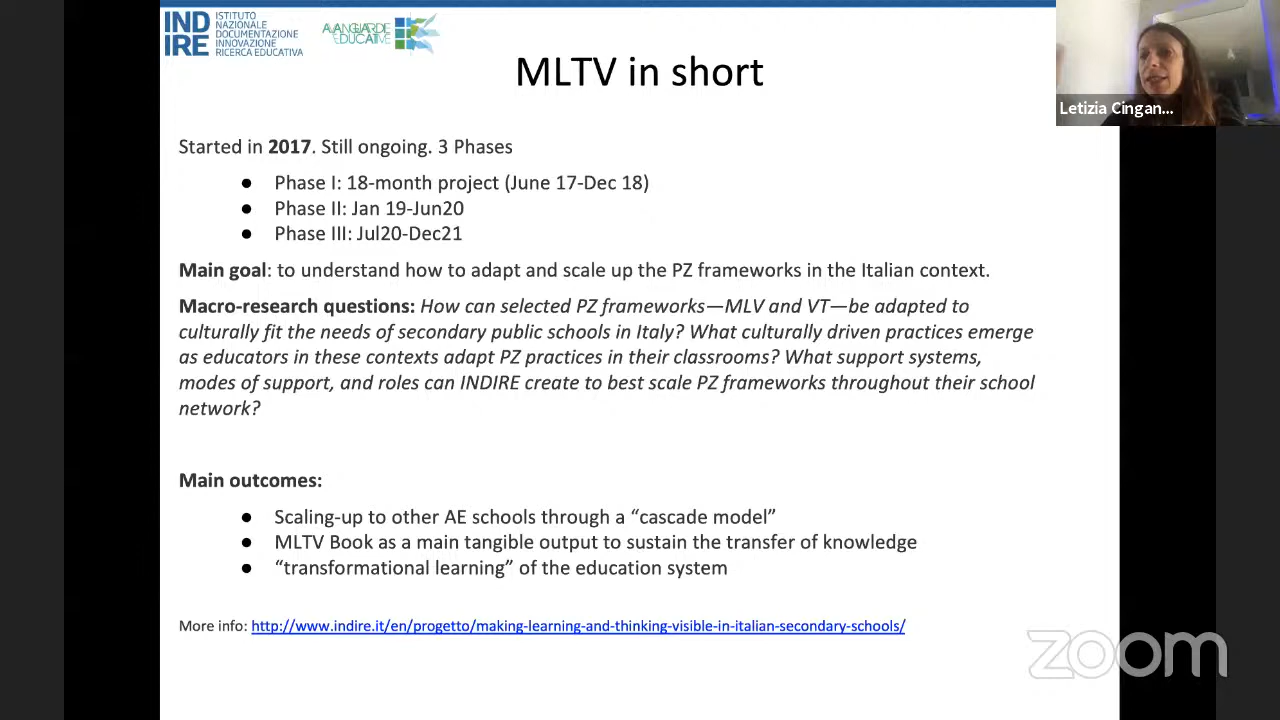 INDIRE
ISTITUTO
NAZIONALE
DOCUMENTAZIONE
INNOVAZIONE
RICERCA EDUCATIVA
AVANGUARDIE
EDUCATIVE
MLTV in short
Letizia Cingan...
Started in 2017. Still ongoing. 3 Phases
● Phase I: 18-month project (June 17-Dec 18)
● Phase II: Jan 19-Jun20
● Phase III: Jul20-Dec21
Main goal: to understand how to adapt and scale up the PZ frameworks in the Italian context.
Macro-research questions: How can selected PZ frameworks—MLV and VT—be adapted to
culturally fit the needs of secondary public schools in Italy? What culturally driven practices emerge
as educators in these contexts adapt PZ practices in their classrooms? What support systems,
modes of support, and roles can INDIRE create to best scale PZ frameworks throughout their school
network?
Main outcomes:
● Scaling-up to other AE schools through a “cascade model”
● MLTV Book as a main tangible output to sustain the transfer of knowledge
● “transformational learning” of the education system
More info: http://www.indire.it/en/progetto/making-learning-and-thinking-visible-in-italian-secondary-schools/
zoom